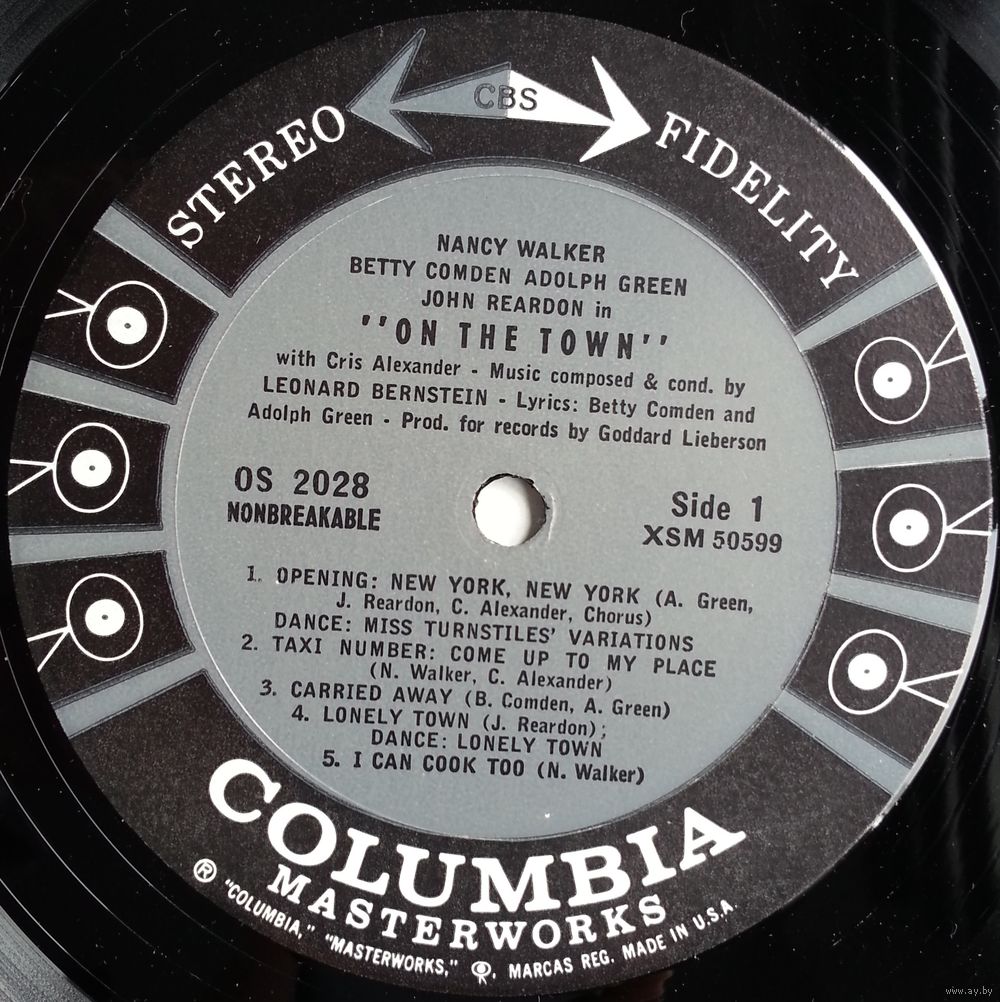 CBS
STEREO FIDELITY
NANCY WALKER
BETTY COMDEN ADOLPH GREEN
JOHN REARDON in
"ON THE TOWN"
with Cris Alexander - Music composed & cond. by
LEONARD BERNSTEIN - Lyrics: Betty Comden and
Adolph Green - Prod. for records by Goddard Lieberson
OS 2028
NONBREAKABLE
Side 1
XSM 50599
1. OPENING: NEW YORK, NEW YORK (A. Green,
J. Reardon, C. Alexander, Chorus)
DANCE: MISS TURNSTILES' VARIATIONS
2. TAXI NUMBER: COME UP TO MY PLACE
(N. Walker, C. Alexander)
3. CARRIED AWAY (B. Comden, A. Green)
4. LONELY TOWN (J. Reardon);
DANCE: LONELY TOWN
5. I CAN COOK TOO (N. Walker)
COLUMBIA
MASTERWORKS
® "COLUMBIA," "MASTERWORKS," , MARCAS REG. MADE IN U.S.A.
www.ay.by